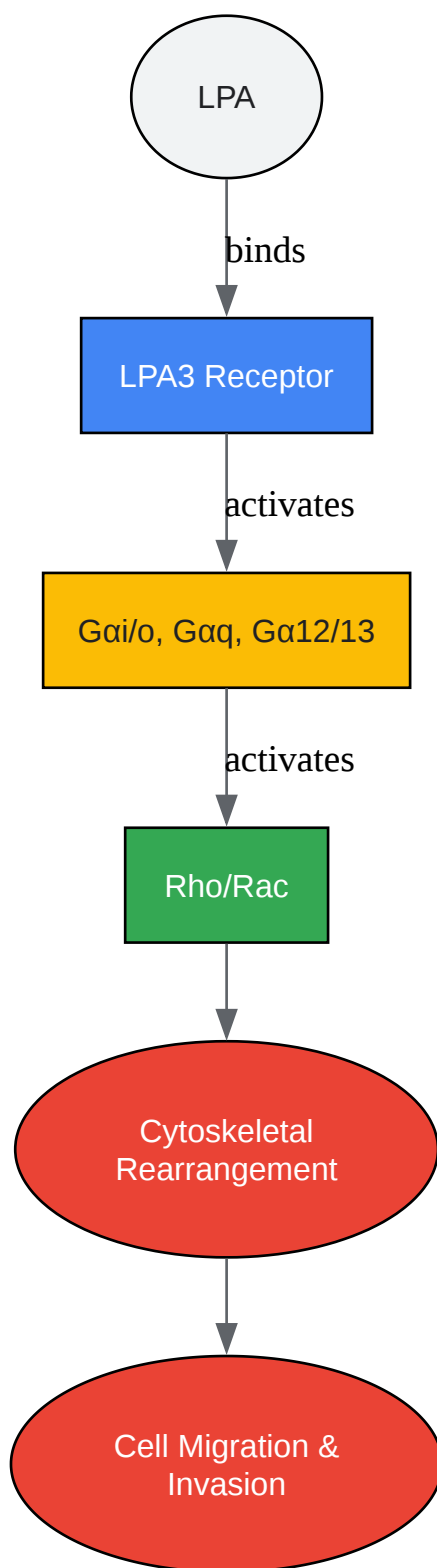 LPA
binds
LPA3 Receptor
activates
Gαi/o, Gαq, Gα12/13
activates
Rho/Rac
Cytoskeletal
Rearrangement
Cell Migration &
Invasion